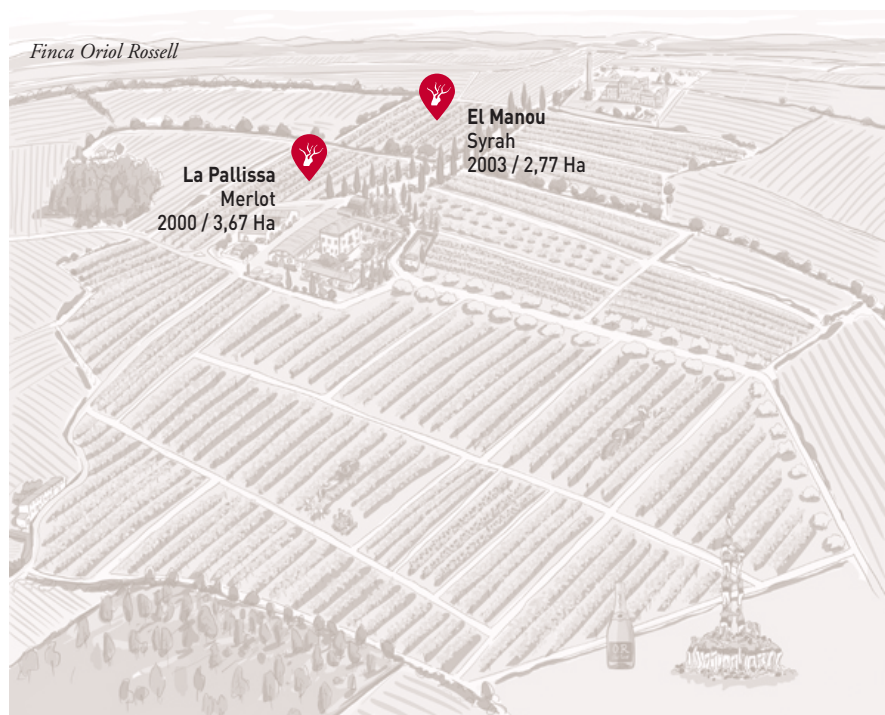 Finca Oriol Rossell
El Manou
Syrah
2003 / 2,77 Ha
La Pallissa
Merlot
2000 / 3,67 Ha